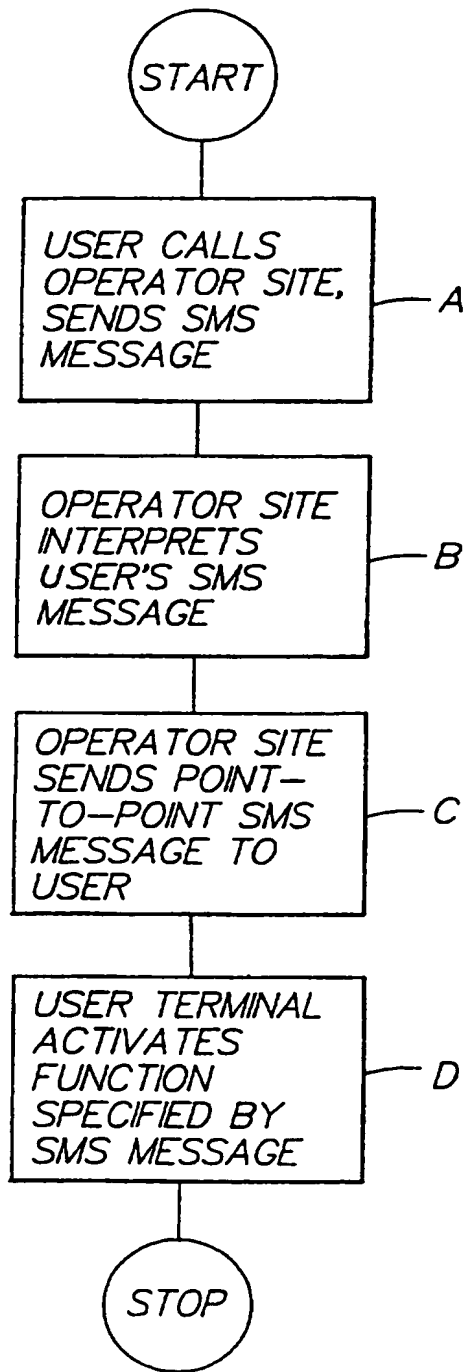 START
USER CALLS
OPERATOR SITE,
SENDS SMS
MESSAGE
A
OPERATOR SITE
INTERPRETS
USER'S SMS
MESSAGE
B
OPERATOR SITE
SENDS POINT-
TO-POINT SMS
MESSAGE TO
USER
C
USER TERMINAL
ACTIVATES
FUNCTION
SPECIFIED BY
SMS MESSAGE
D
STOP